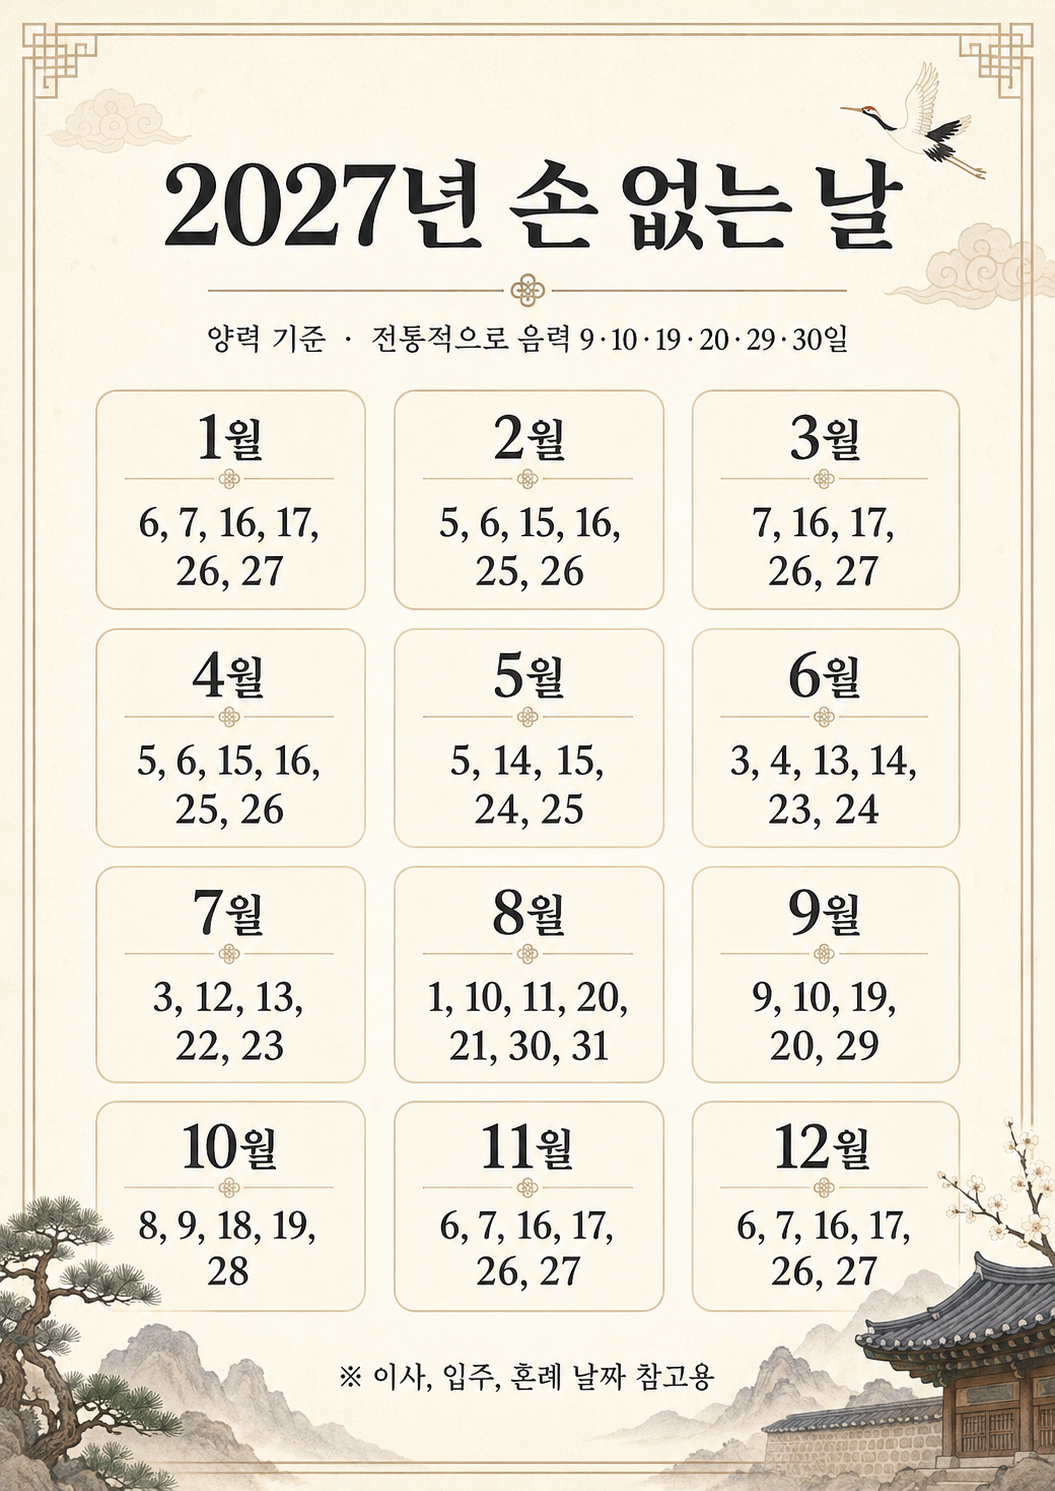 2027년 손 없는 날
양력 기준 · 전통적으로 음력 9·10·19·20·29·30일
1월
6, 7, 16, 17,
26, 27
2월
5, 6, 15, 16,
25, 26
3월
7, 16, 17,
26, 27
4월
5, 6, 15, 16,
25, 26
5월
5, 14, 15,
24, 25
6월
3, 4, 13, 14,
23, 24
7월
3, 12, 13,
22, 23
8월
1, 10, 11, 20,
21, 30, 31
9월
9, 10, 19,
20, 29
10월
8, 9, 18, 19,
28
11월
6, 7, 16, 17,
26, 27
12월
6, 7, 16, 17,
26, 27
※ 이사, 입주, 혼례 날짜 참고용